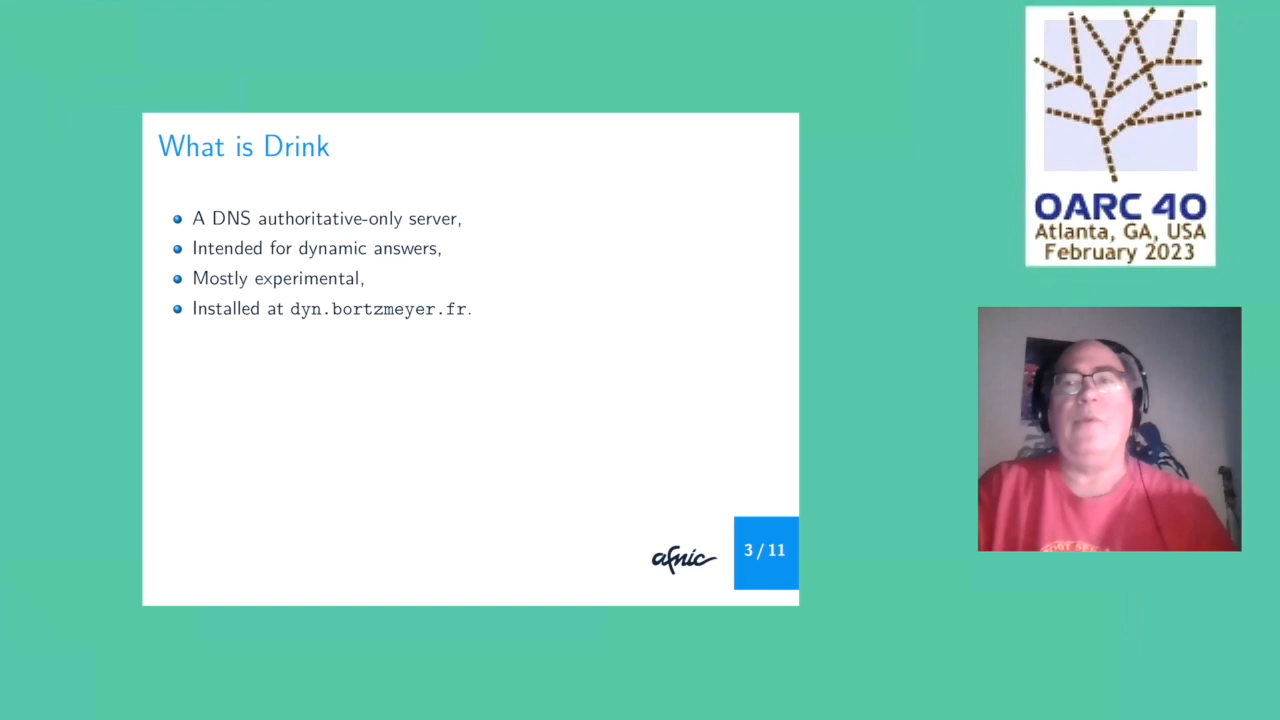 What is Drink
A DNS authoritative-only server,
Intended for dynamic answers,
Mostly experimental,
Installed at dyn.bortzmeyer.fr.
afnic
3 / 11
OARC 40
Atlanta, GA, USA
February 2023